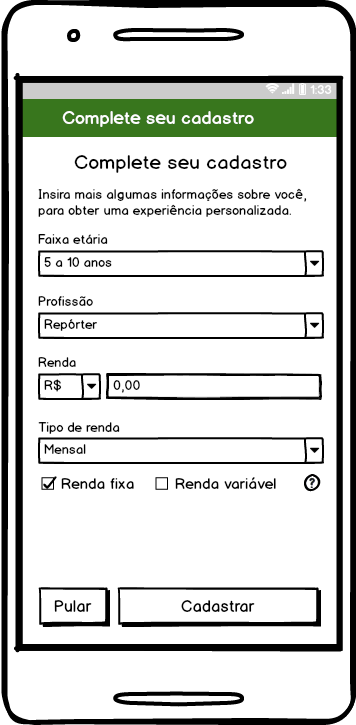 1:33
Complete seu cadastro
Complete seu cadastro
Insira mais algumas informações sobre você,
para obter uma experiência personalizada.
Faixa etária
5 a 10 anos
Profissão
Repórter
Renda
R$ 0,00
Tipo de renda
Mensal
Renda fixa Renda variável ?
Pular Cadastrar